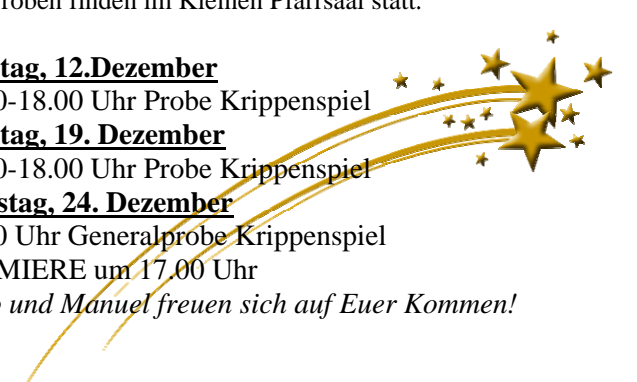 roben finden im Kleinen Pfarrsaal statt.
tag, 12.Dezember
0-18.00 Uhr Probe Krippenspiel
tag, 19. Dezember
0-18.00 Uhr Probe Krippenspiel
stag, 24. Dezember
0 Uhr Generalprobe Krippenspiel
MIERE um 17.00 Uhr
und Manuel freuen sich auf Euer Kommen!